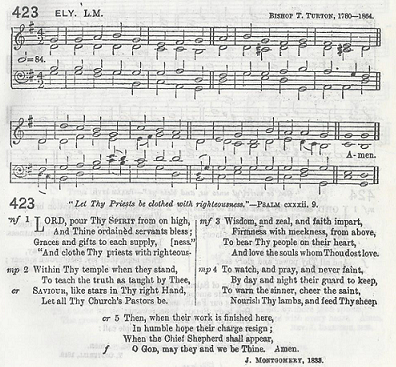 423 ELY. L.M. BISHOP T. TURTON, 1780—1864.
=84.
A-men.
423 "Let Thy Priests be clothed with righteousness."—PSALM cxxxii. 9.
mf 1 LORD, pour Thy SPIRIT from on high,
And Thine ordained servants bless;
Graces and gifts to each supply, [ness."
"And clothe Thy priests with righteous-
mp 2 Within Thy temple when they stand,
To teach the truth as taught by Thee,
cr SAVIOUR, like stars in Thy right Hand,
Let all Thy Church's Pastors be.
mf 3 Wisdom, and zeal, and faith impart,
Firmness with meekness, from above,
To bear Thy people on their heart,
And love the souls whom Thou dost love.
mp 4 To watch, and pray, and never faint,
By day and night their guard to keep,
To warn the sinner, cheer the saint,
Nourish Thy lambs, and feed Thy sheep.
cr 5 Then, when their work is finished here,
In humble hope their charge resign;
When the Chief Shepherd shall appear,
f O God, may they and we be Thine. Amen.
J. MONTGOMERY, 1833.